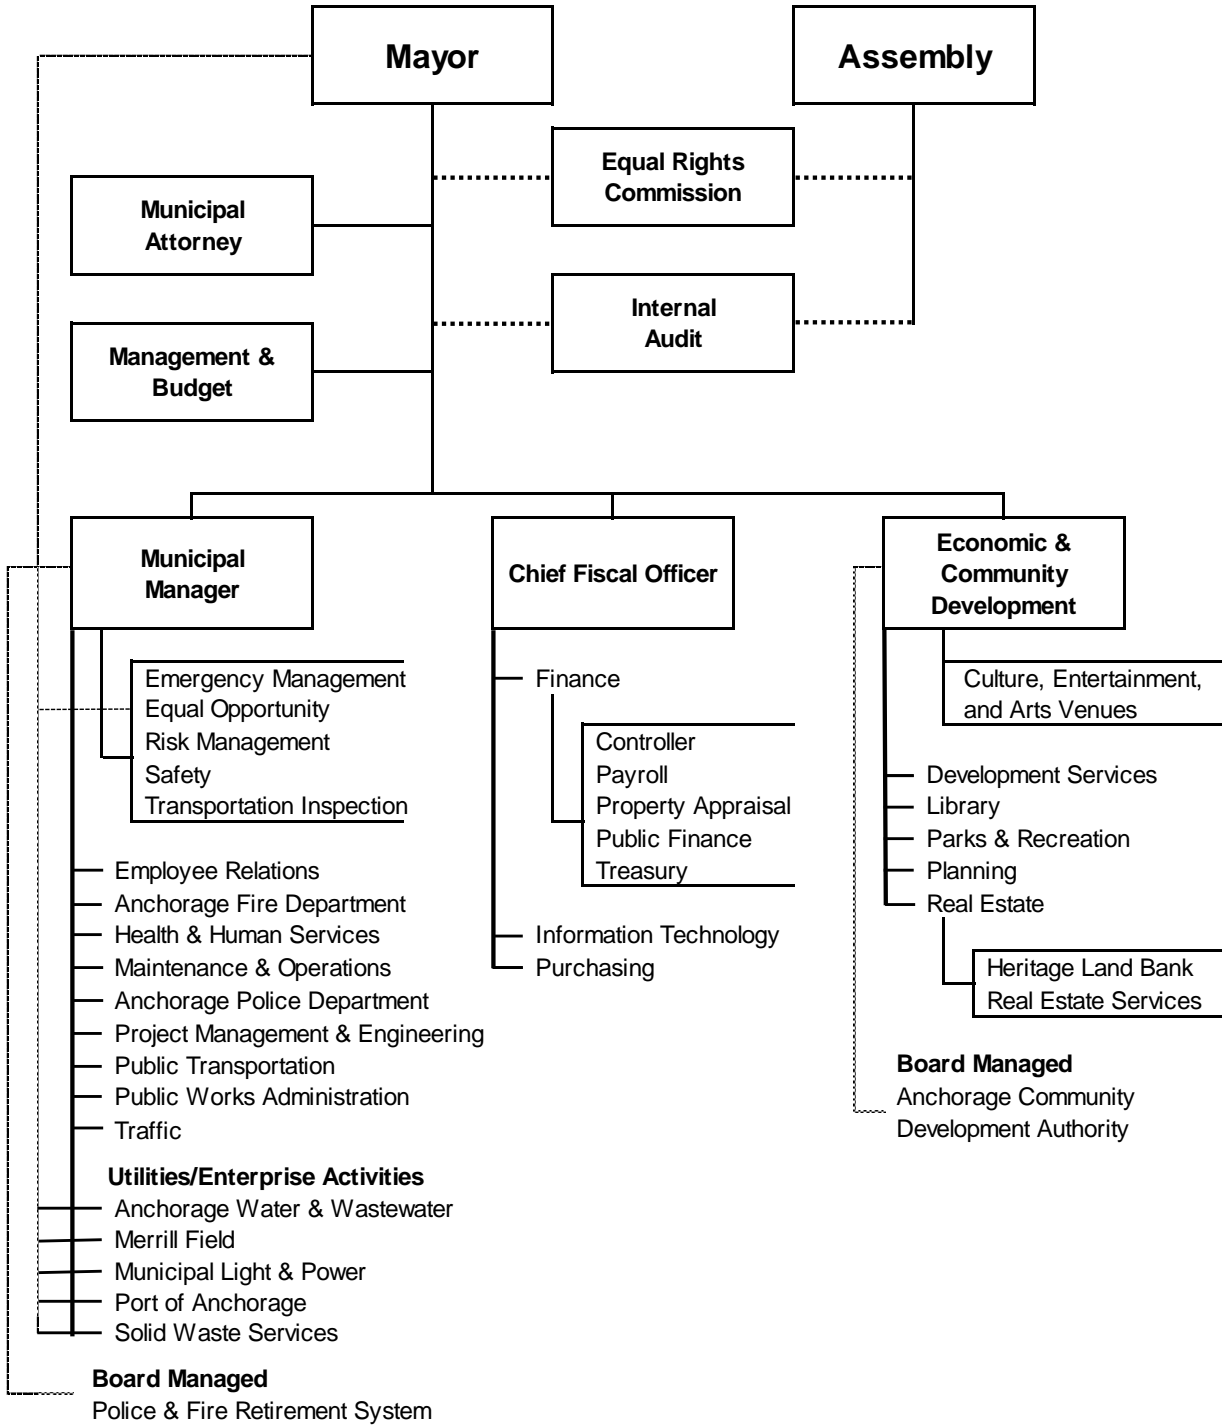 Mayor
Assembly
Equal Rights
Commission
Municipal
Attorney
Internal
Audit
Management &
Budget
Municipal
Manager
Chief Fiscal Officer
Economic &
Community
Development
Emergency Management
Equal Opportunity
Risk Management
Safety
Transportation Inspection
Employee Relations
Anchorage Fire Department
Health & Human Services
Maintenance & Operations
Anchorage Police Department
Project Management & Engineering
Public Transportation
Public Works Administration
Traffic
Utilities/Enterprise Activities
Anchorage Water & Wastewater
Merrill Field
Municipal Light & Power
Port of Anchorage
Solid Waste Services
Board Managed
Police & Fire Retirement System
Finance
Controller
Payroll
Property Appraisal
Public Finance
Treasury
Information Technology
Purchasing
Culture, Entertainment,
and Arts Venues
Development Services
Library
Parks & Recreation
Planning
Real Estate
Heritage Land Bank
Real Estate Services
Board Managed
Anchorage Community
Development Authority